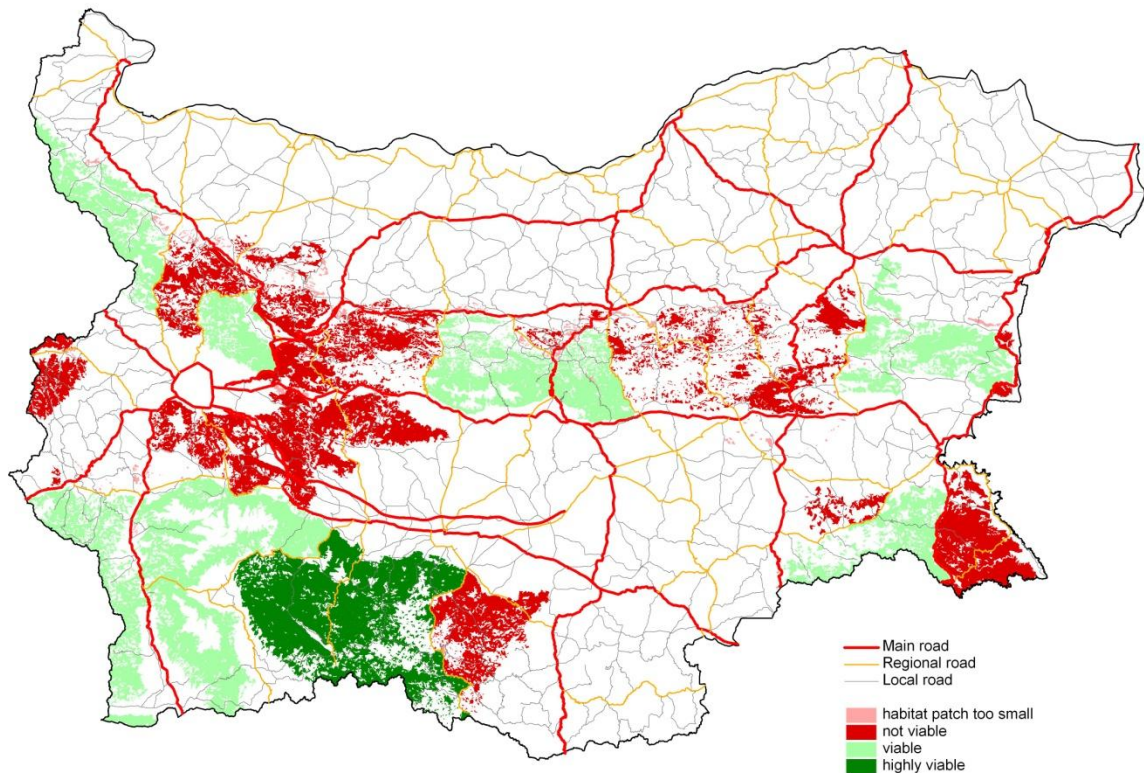 Main road
Regional road
Local road
habitat patch too small
not viable
viable
highly viable